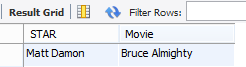 Result Grid Filter Rows:
STAR Movie
Matt Damon Bruce Almighty